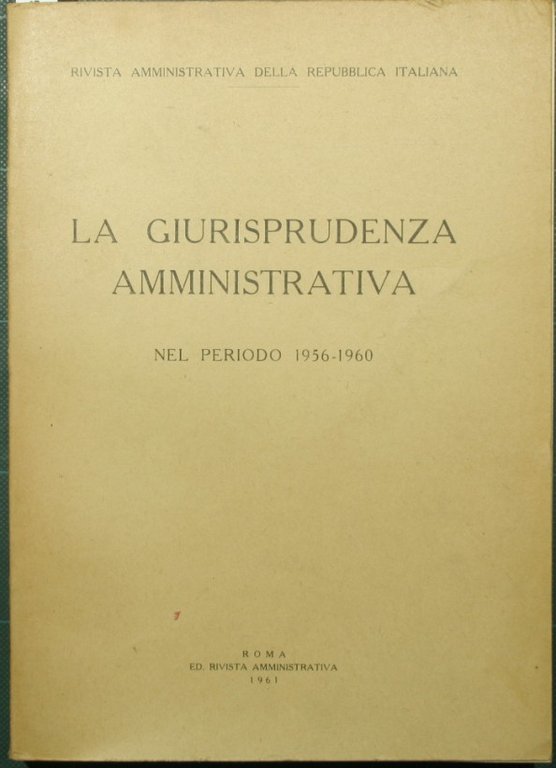 RIVISTA AMMINISTRATIVA DELLA REPUBBLICA ITALIANA
LA GIURISPRUDENZA
AMMINISTRATIVA
NEL PERIODO 1956-1960
ROMA
ED. RIVISTA AMMINISTRATIVA
1961